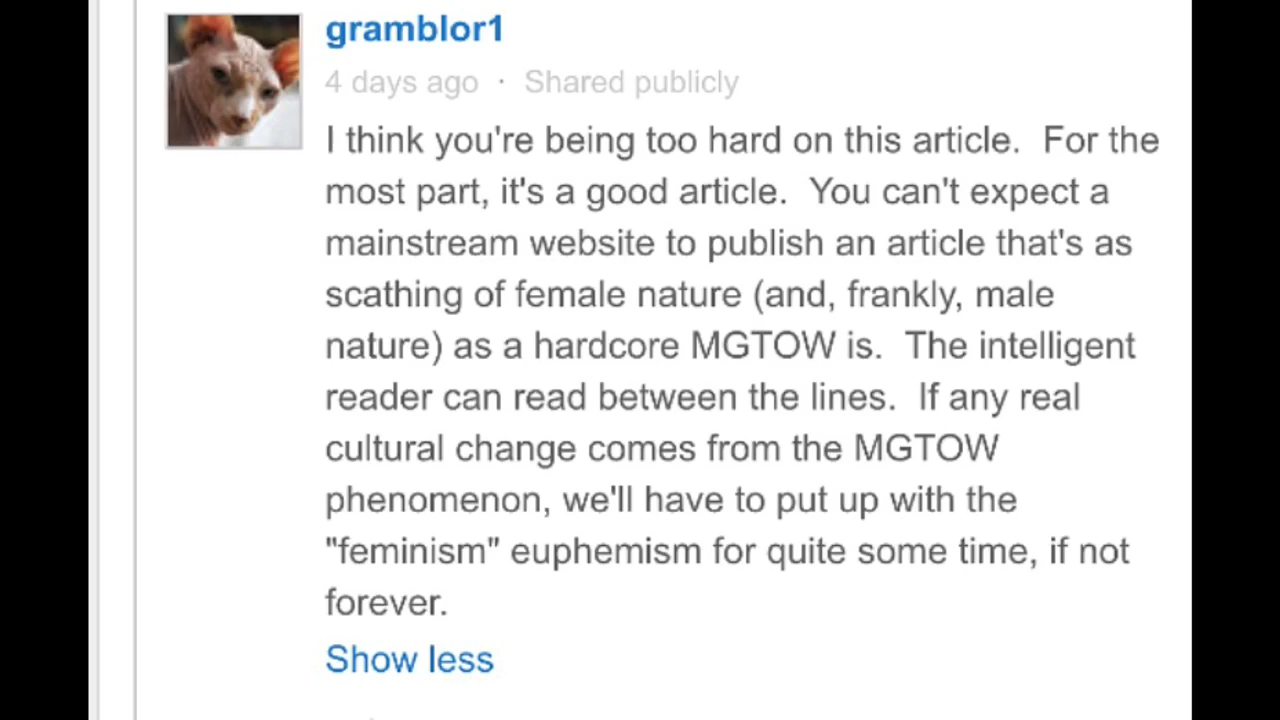 gramblor1
4 days ago · Shared publicly
I think you're being too hard on this article.  For the
most part, it's a good article.  You can't expect a
mainstream website to publish an article that's as
scathing of female nature (and, frankly, male
nature) as a hardcore MGTOW is.  The intelligent
reader can read between the lines.  If any real
cultural change comes from the MGTOW
phenomenon, we'll have to put up with the
"feminism" euphemism for quite some time, if not
forever.
Show less